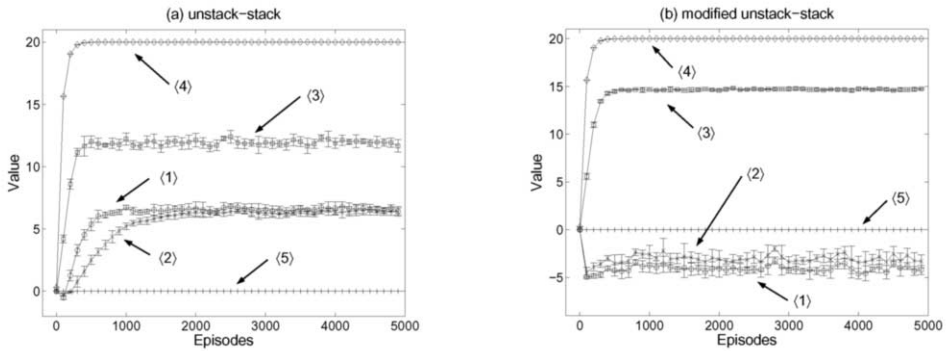 (a) unstack−stack
20
15
10
5
0
Value
0 1000 2000 3000 4000 5000
Episodes
⟨4⟩
⟨3⟩
⟨1⟩
⟨2⟩
⟨5⟩
(b) modified unstack−stack
20
15
10
5
0
−5
Value
0 1000 2000 3000 4000 5000
Episodes
⟨4⟩
⟨3⟩
⟨2⟩
⟨5⟩
⟨1⟩